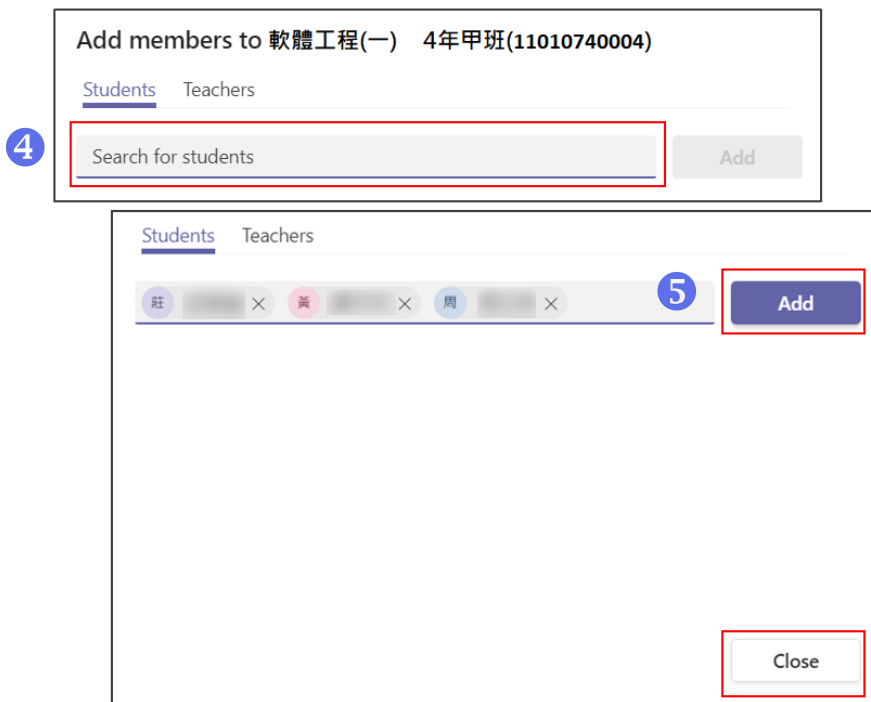 Add members to 軟體工程(一) 4年甲班(11010740004)
Students Teachers
4
Search for students Add
Students Teachers
莊 黃 周 5 Add
Close